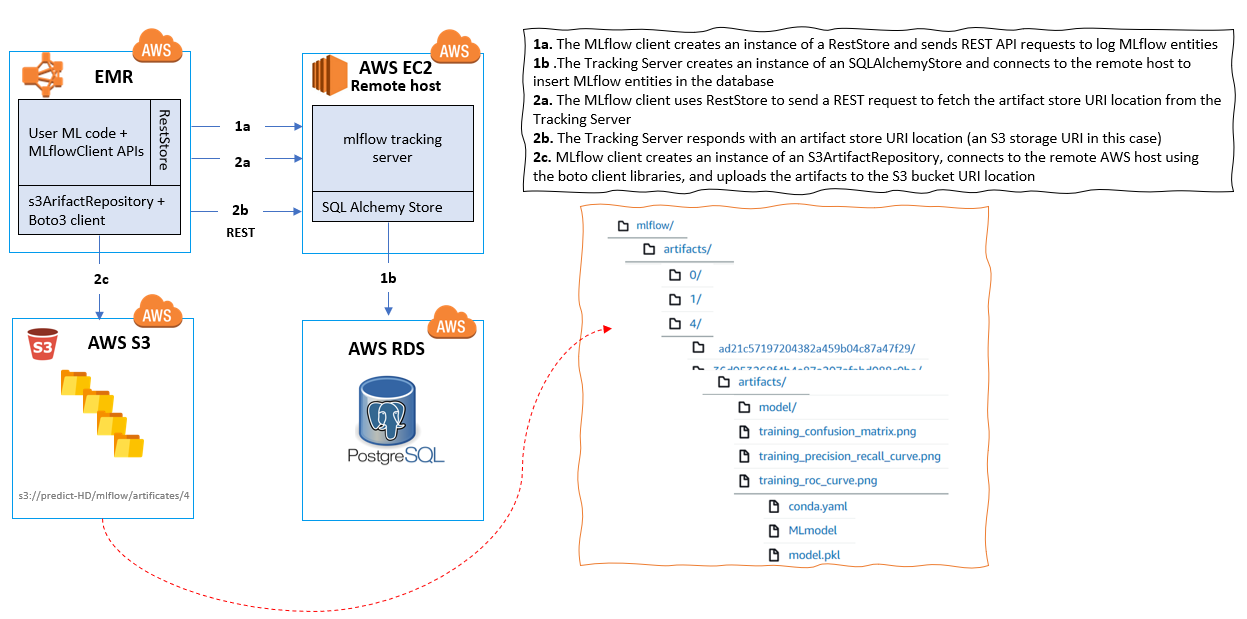 AWS
EMR
User ML code +
MLflowClient APIs
RestStore
s3ArifactRepository +
Boto3 client
1a
2a
2b
REST
AWS
AWS EC2
Remote host
mlflow tracking
server
SQL Alchemy Store
2c
1b
AWS
S3
AWS S3
s3://predict-HD/mlflow/artificates/4
AWS
AWS RDS
PostgreSQL
1a. The MLflow client creates an instance of a RestStore and sends REST API requests to log MLflow entities
1b .The Tracking Server creates an instance of an SQLAlchemyStore and connects to the remote host to
insert MLflow entities in the database
2a. The MLflow client uses RestStore to send a REST request to fetch the artifact store URI location from the
Tracking Server
2b. The Tracking Server responds with an artifact store URI location (an S3 storage URI in this case)
2c. MLflow client creates an instance of an S3ArtifactRepository, connects to the remote AWS host using
the boto client libraries, and uploads the artifacts to the S3 bucket URI location
mlflow/
artifacts/
0/
1/
4/
ad21c57197204382a459b04c87a47f29/
artifacts/
model/
training_confusion_matrix.png
training_precision_recall_curve.png
training_roc_curve.png
conda.yaml
MLmodel
model.pkl